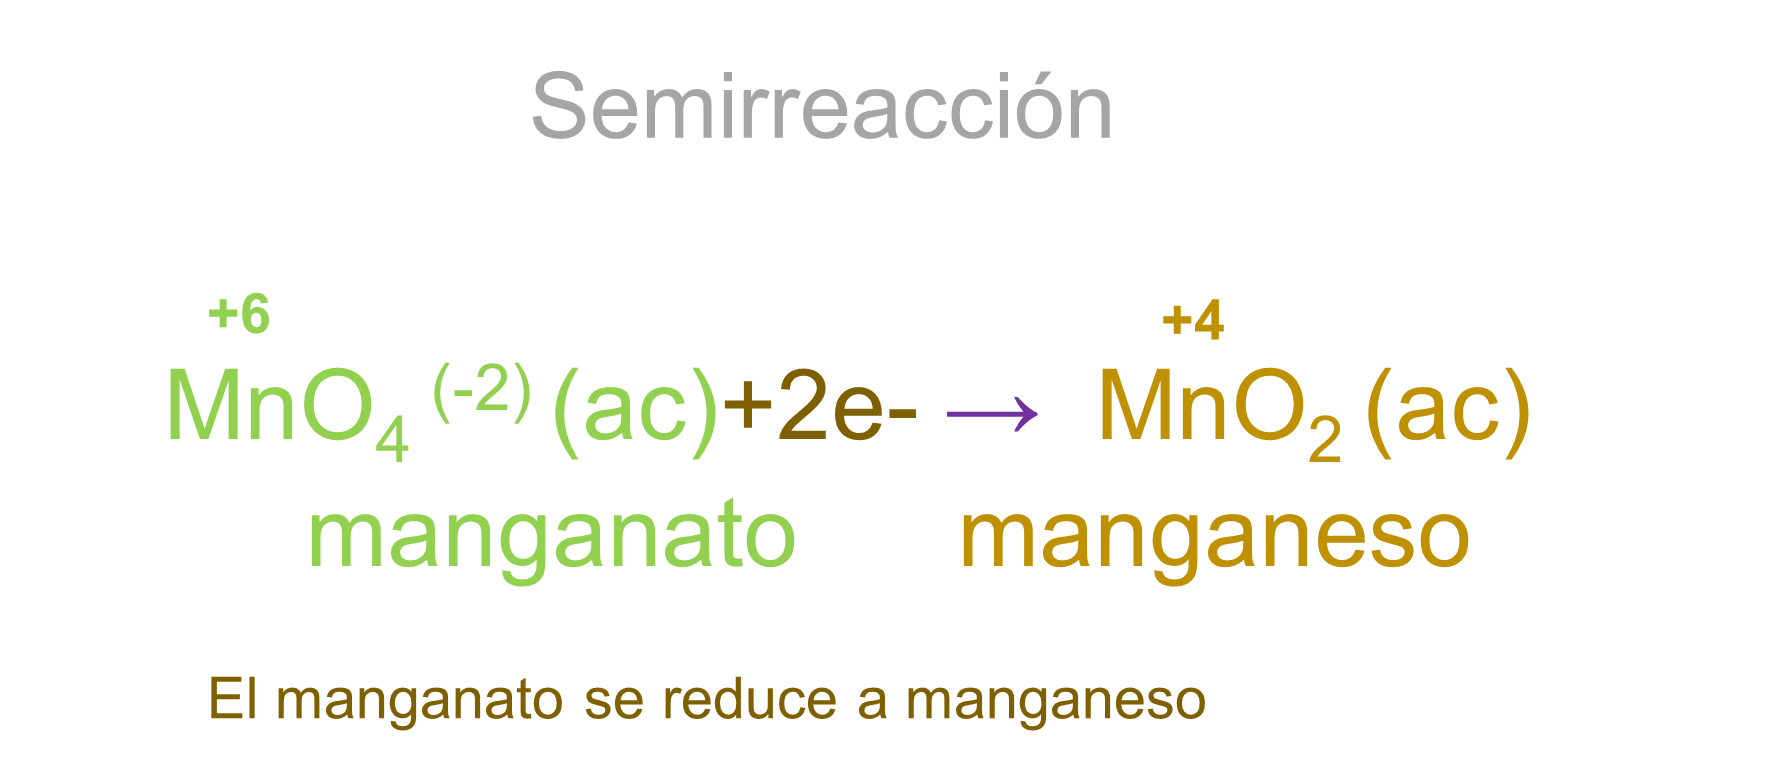 Semirreacción
+6 +4
MnO₄ ⁽⁻²⁾ (ac)+2e- → MnO₂ (ac)
manganato manganeso
El manganato se reduce a manganeso